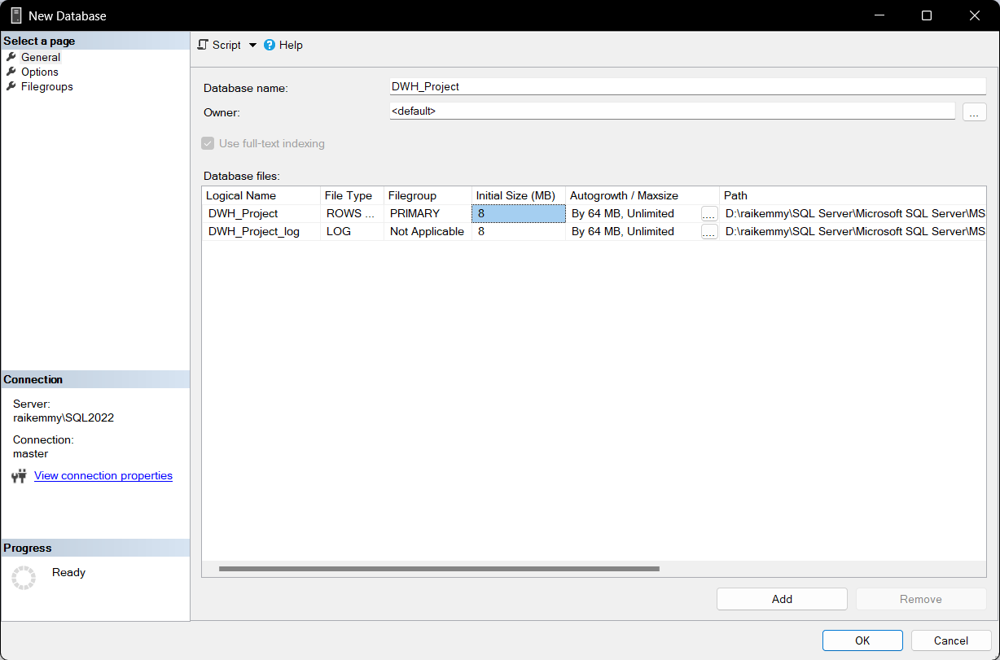 New Database
Select a page
General
Options
Filegroups
Script Help
Database name: DWH_Project
Owner: <default> ...
Use full-text indexing
Database files:
Logical Name File Type Filegroup Initial Size (MB) Autogrowth / Maxsize Path
DWH_Project ROWS ... PRIMARY 8 By 64 MB, Unlimited .... D:\raikemmy\SQL Server\Microsoft SQL Server\MS
DWH_Project_log LOG Not Applicable 8 By 64 MB, Unlimited .... D:\raikemmy\SQL Server\Microsoft SQL Server\MS
Connection
Server:
raikemmy\SQL2022
Connection:
master
View connection properties
Progress
Ready
Add Remove
OK Cancel